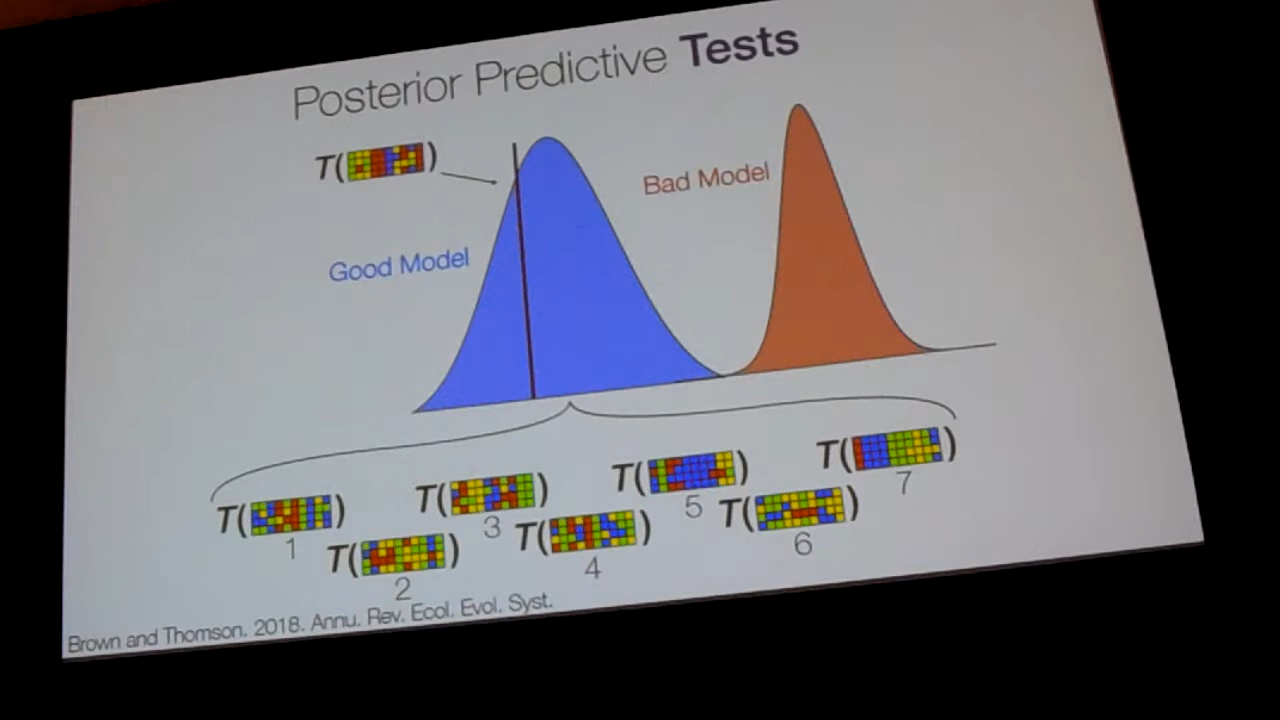 Posterior Predictive Tests
T( )
Bad Model
Good Model
T( )
1
T( )
2
T( )
3
T( )
4
T( )
5
T( )
6
T( )
7
Brown and Thomson. 2018. Annu. Rev. Ecol. Evol. Syst.